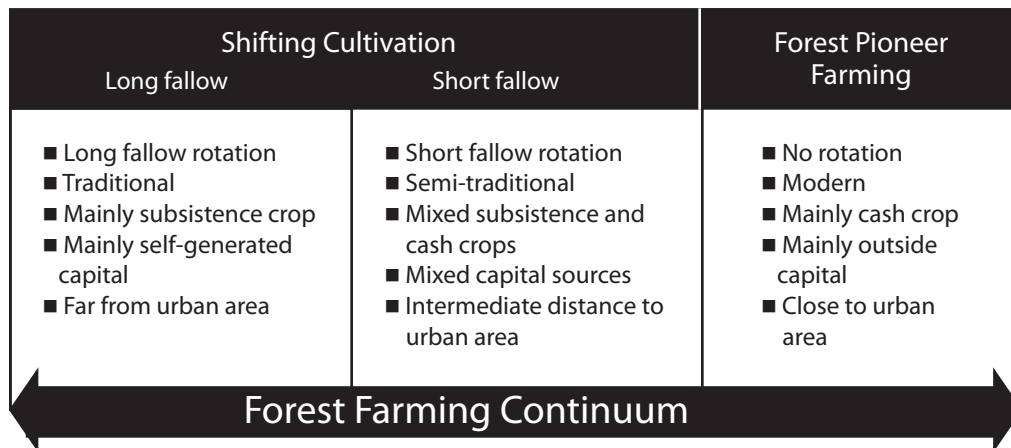 Shifting Cultivation
Long fallow
Short fallow
Forest Pioneer
Farming
■ Long fallow rotation
■ Traditional
■ Mainly subsistence crop
■ Mainly self-generated
capital
■ Far from urban area
■ Short fallow rotation
■ Semi-traditional
■ Mixed subsistence and
cash crops
■ Mixed capital sources
■ Intermediate distance to
urban area
■ No rotation
■ Modern
■ Mainly cash crop
■ Mainly outside
capital
■ Close to urban
area
Forest Farming Continuum